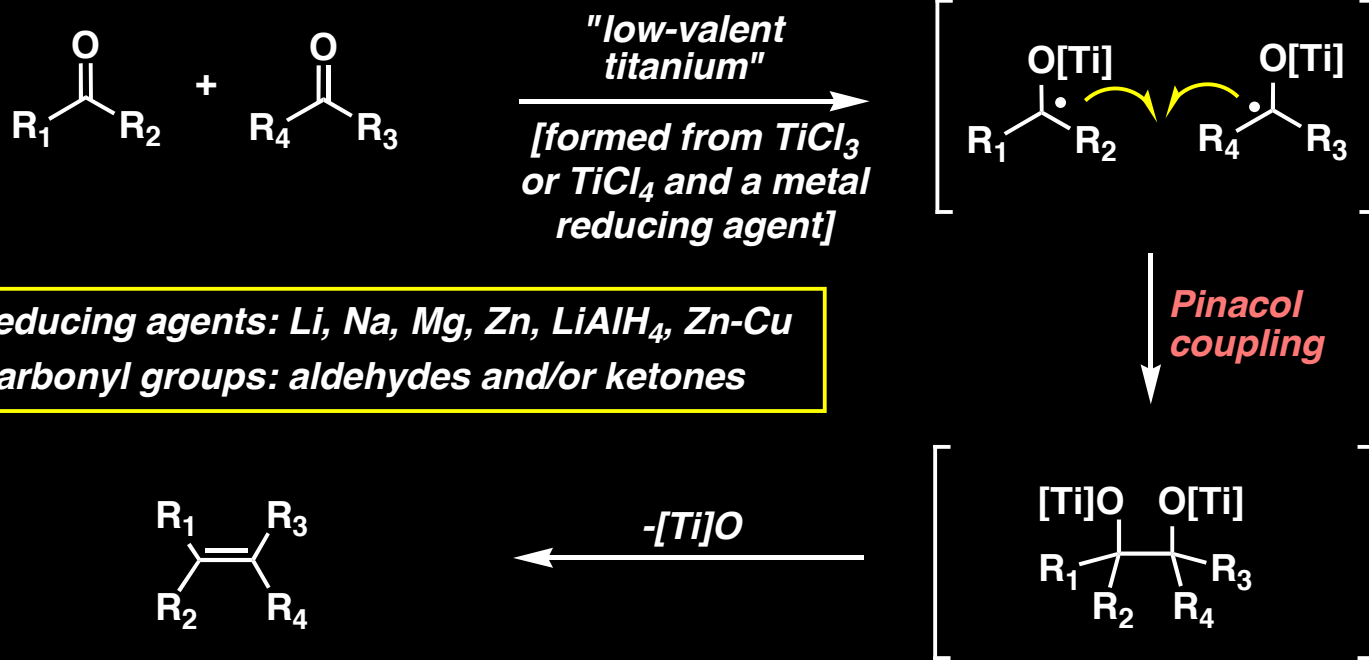 O
R₁ R₂
+
O
R₄ R₃
"low-valent
titanium"
[formed from TiCl₃
or TiCl₄ and a metal
reducing agent]
O[Ti]
R₁ R₂
O[Ti]
R₄ R₃
educing agents: Li, Na, Mg, Zn, LiAlH₄, Zn-Cu
arbonyl groups: aldehydes and/or ketones
Pinacol
coupling
R₁ R₃
R₂ R₄
-[Ti]O
[Ti]O O[Ti]
R₁ R₃
R₂ R₄